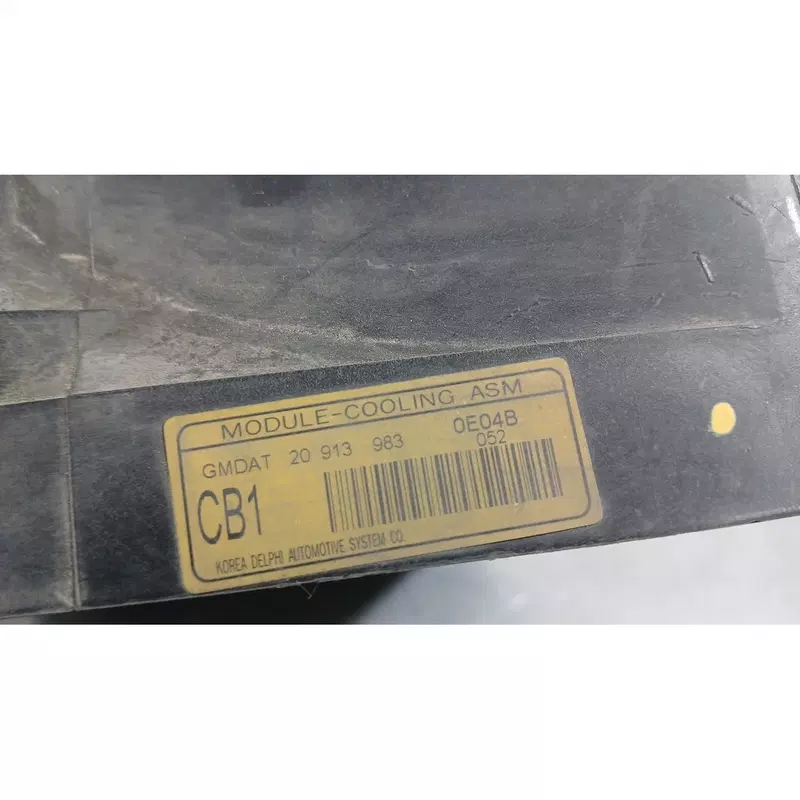 MODULE-COOLING ASM
GMDAT 20 913 983 0E04B
052
CB1
KOREA DELPHI AUTOMOTIVE SYSTEM CO.